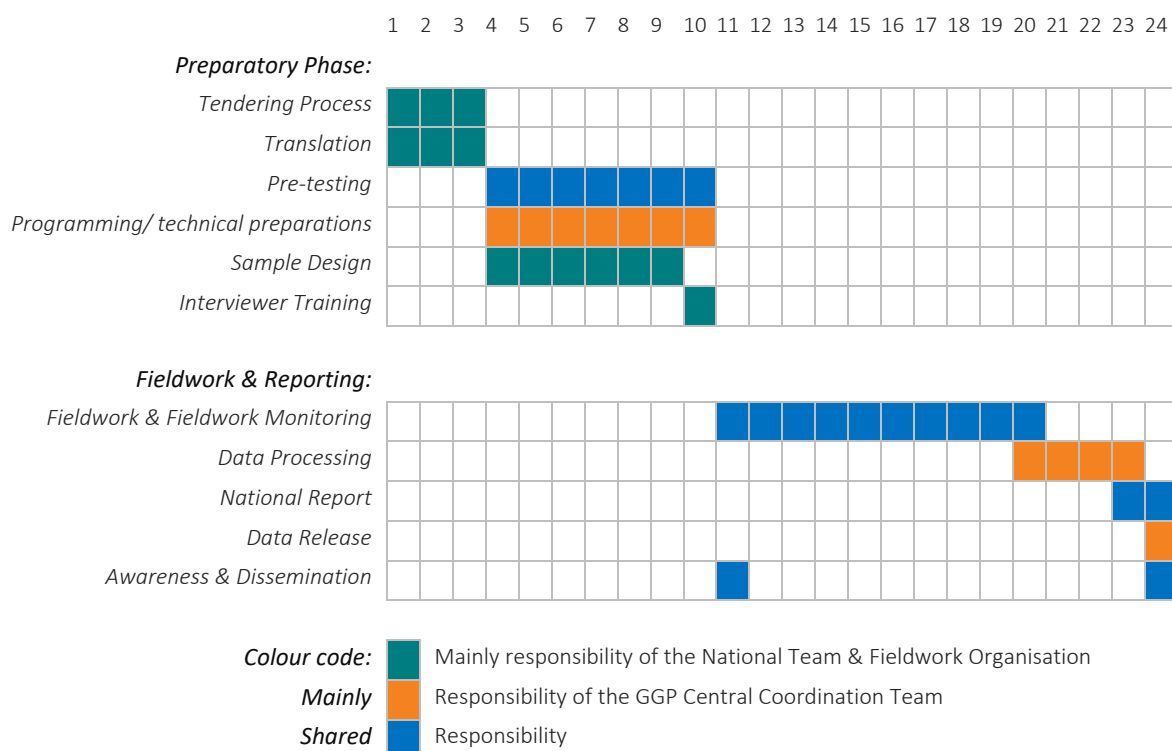 1 2 3 4 5 6 7 8 9 10 11 12 13 14 15 16 17 18 19 20 21 22 23 24
Preparatory Phase:
Tendering Process
Translation
Pre-testing
Programming/ technical preparations
Sample Design
Interviewer Training
Fieldwork & Reporting:
Fieldwork & Fieldwork Monitoring
Data Processing
National Report
Data Release
Awareness & Dissemination
Colour code: Mainly responsibility of the National Team & Fieldwork Organisation
Mainly Responsibility of the GGP Central Coordination Team
Shared Responsibility